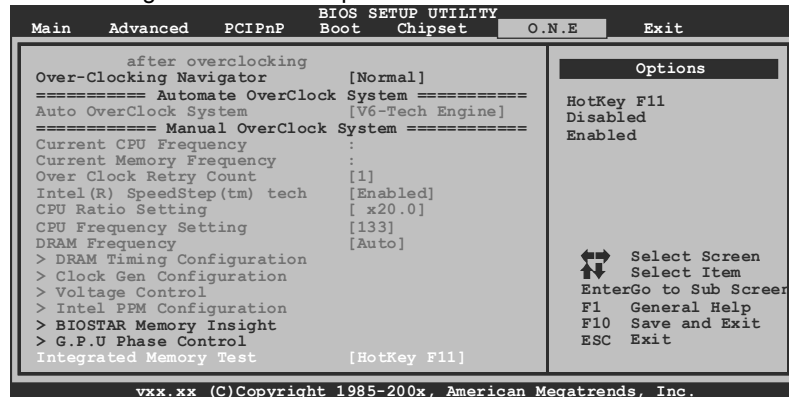 BIOS SETUP UTILITY
Main Advanced PCIPnP Boot Chipset O.N.E Exit
after overclocking
Over-Clocking Navigator [Normal]
=========== Automate OverClock System ===========
Auto OverClock System [V6-Tech Engine]
============ Manual OverClock System ============
Current CPU Frequency :
Current Memory Frequency :
Over Clock Retry Count [1]
Intel(R) SpeedStep(tm) tech [Enabled]
CPU Ratio Setting [ x20.0]
CPU Frequency Setting [133]
DRAM Frequency [Auto]
> DRAM Timing Configuration
> Clock Gen Configuration
> Voltage Control
> Intel PPM Configuration
> BIOSTAR Memory Insight
> G.P.U Phase Control
Integrated Memory Test [HotKey F11]
Options
HotKey F11
Disabled
Enabled
Select Screen
Select Item
EnterGo to Sub Screen
F1 General Help
F10 Save and Exit
ESC Exit
vxx.xx (C)Copyright 1985-200x, American Megatrends, Inc.